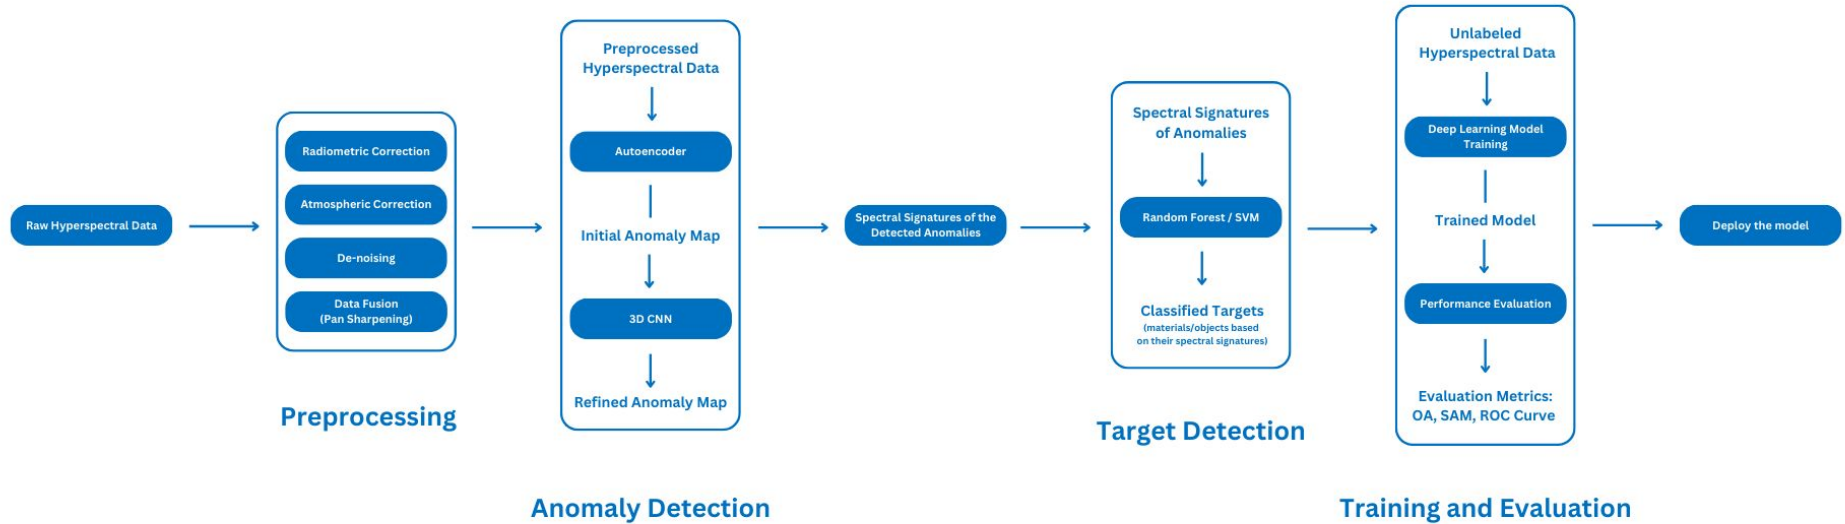 Raw Hyperspectral Data
Radiometric Correction
Atmospheric Correction
De-noising
Data Fusion
(Pan Sharpening)
Preprocessing
Preprocessed
Hyperspectral Data
Autoencoder
Initial Anomaly Map
3D CNN
Refined Anomaly Map
Anomaly Detection
Spectral Signatures of the
Detected Anomalies
Spectral Signatures
of Anomalies
Random Forest / SVM
Classified Targets
(materials/objects based
on their spectral signatures)
Target Detection
Unlabeled
Hyperspectral Data
Deep Learning Model
Training
Trained Model
Performance Evaluation
Evaluation Metrics:
OA, SAM, ROC Curve
Training and Evaluation
Deploy the model